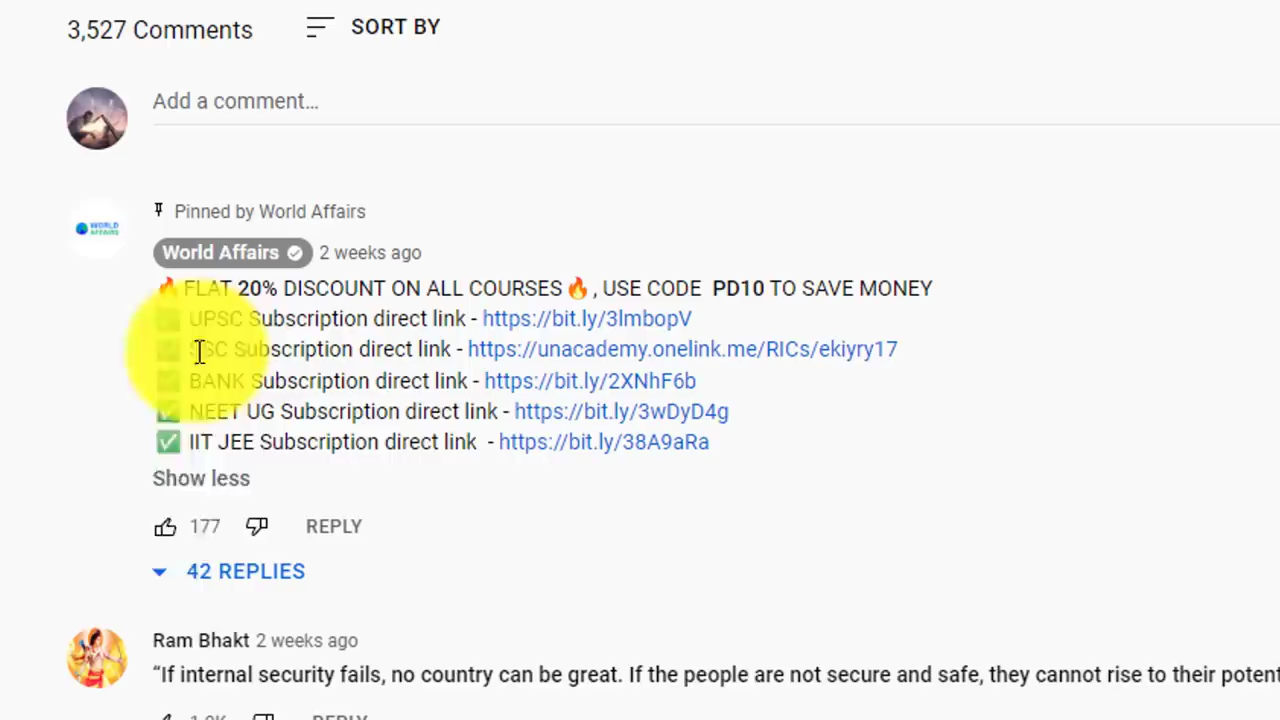 3,527 Comments
SORT BY
Add a comment...
Pinned by World Affairs
WORLD AFFAIRS
World Affairs 2 weeks ago
🔥 FLAT 20% DISCOUNT ON ALL COURSES🔥, USE CODE PD10 TO SAVE MONEY
✅ UPSC Subscription direct link - https://bit.ly/3lmbopV
✅ SSC Subscription direct link - https://unacademy.onelink.me/RICs/ekiyry17
✅ BANK Subscription direct link - https://bit.ly/2XNhF6b
✅ NEET UG Subscription direct link - https://bit.ly/3wDyD4g
✅ IIT JEE Subscription direct link - https://bit.ly/38A9aRa
Show less
177 REPLY
42 REPLIES
Ram Bhakt 2 weeks ago
“If internal security fails, no country can be great. If the people are not secure and safe, they cannot rise to their potent
REPLY